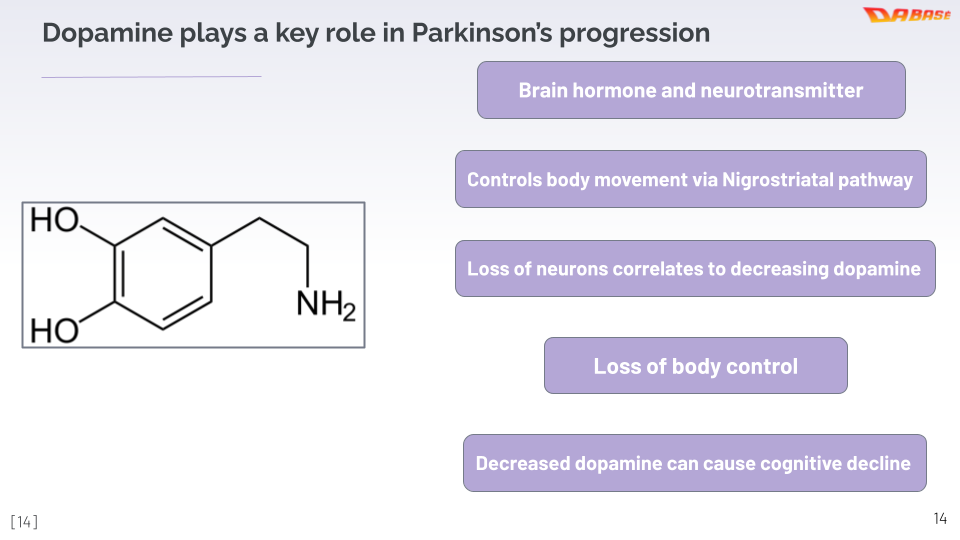 Dopamine plays a key role in Parkinson's progression
DABASE
Brain hormone and neurotransmitter
Controls body movement via Nigrostriatal pathway
Loss of neurons correlates to decreasing dopamine
Loss of body control
Decreased dopamine can cause cognitive decline
HO
HO
NH₂
[14]
14